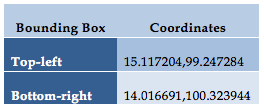 Bounding Box Coordinates
Top-left 15.117204,99.247284
Bottom-right 14.016691,100.323944